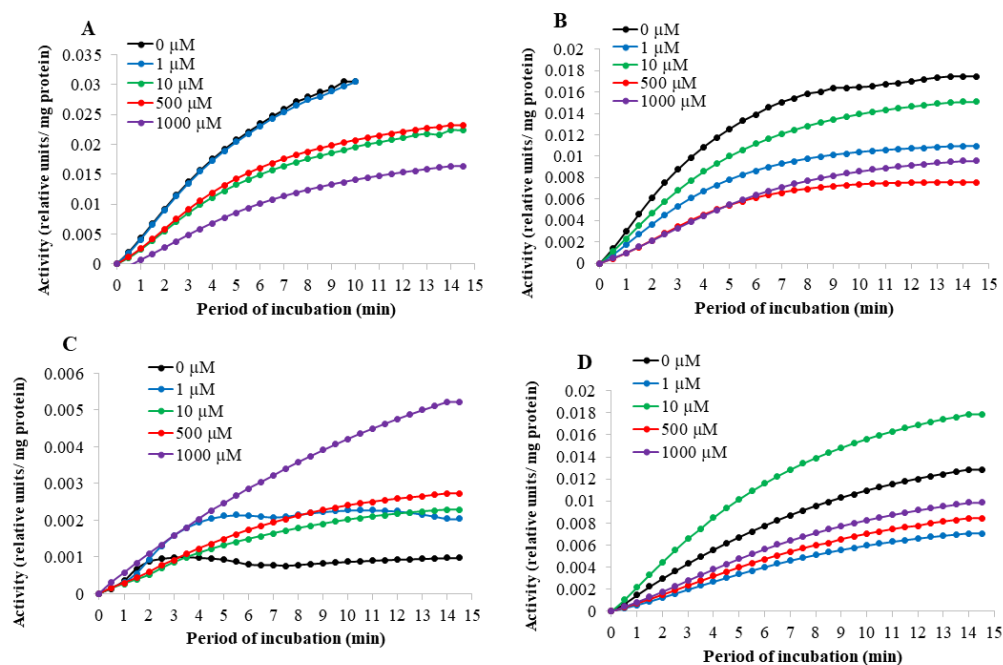 A
0 µM
1 µM
10 µM
500 µM
1000 µM
Activity (relative units/ mg protein)
0.035
0.03
0.025
0.02
0.015
0.01
0.005
0
0 1 2 3 4 5 6 7 8 9 10 11 12 13 14 15
Period of incubation (min)
B
0 µM
1 µM
10 µM
500 µM
1000 µM
Activity (relative units/ mg protein)
0.02
0.018
0.016
0.014
0.012
0.01
0.008
0.006
0.004
0.002
0
0 1 2 3 4 5 6 7 8 9 10 11 12 13 14 15
Period of incubation (min)
C
0 µM
1 µM
10 µM
500 µM
1000 µM
Activity (relative units/ mg protein)
0.006
0.005
0.004
0.003
0.002
0.001
0
0 1 2 3 4 5 6 7 8 9 10 11 12 13 14 15
Period of incubation (min)
D
0 µM
1 µM
10 µM
500 µM
1000 µM
Activity (relative units/ mg protein)
0.02
0.018
0.016
0.014
0.012
0.01
0.008
0.006
0.004
0.002
0
0 1 2 3 4 5 6 7 8 9 10 11 12 13 14 15
Period of incubation (min)